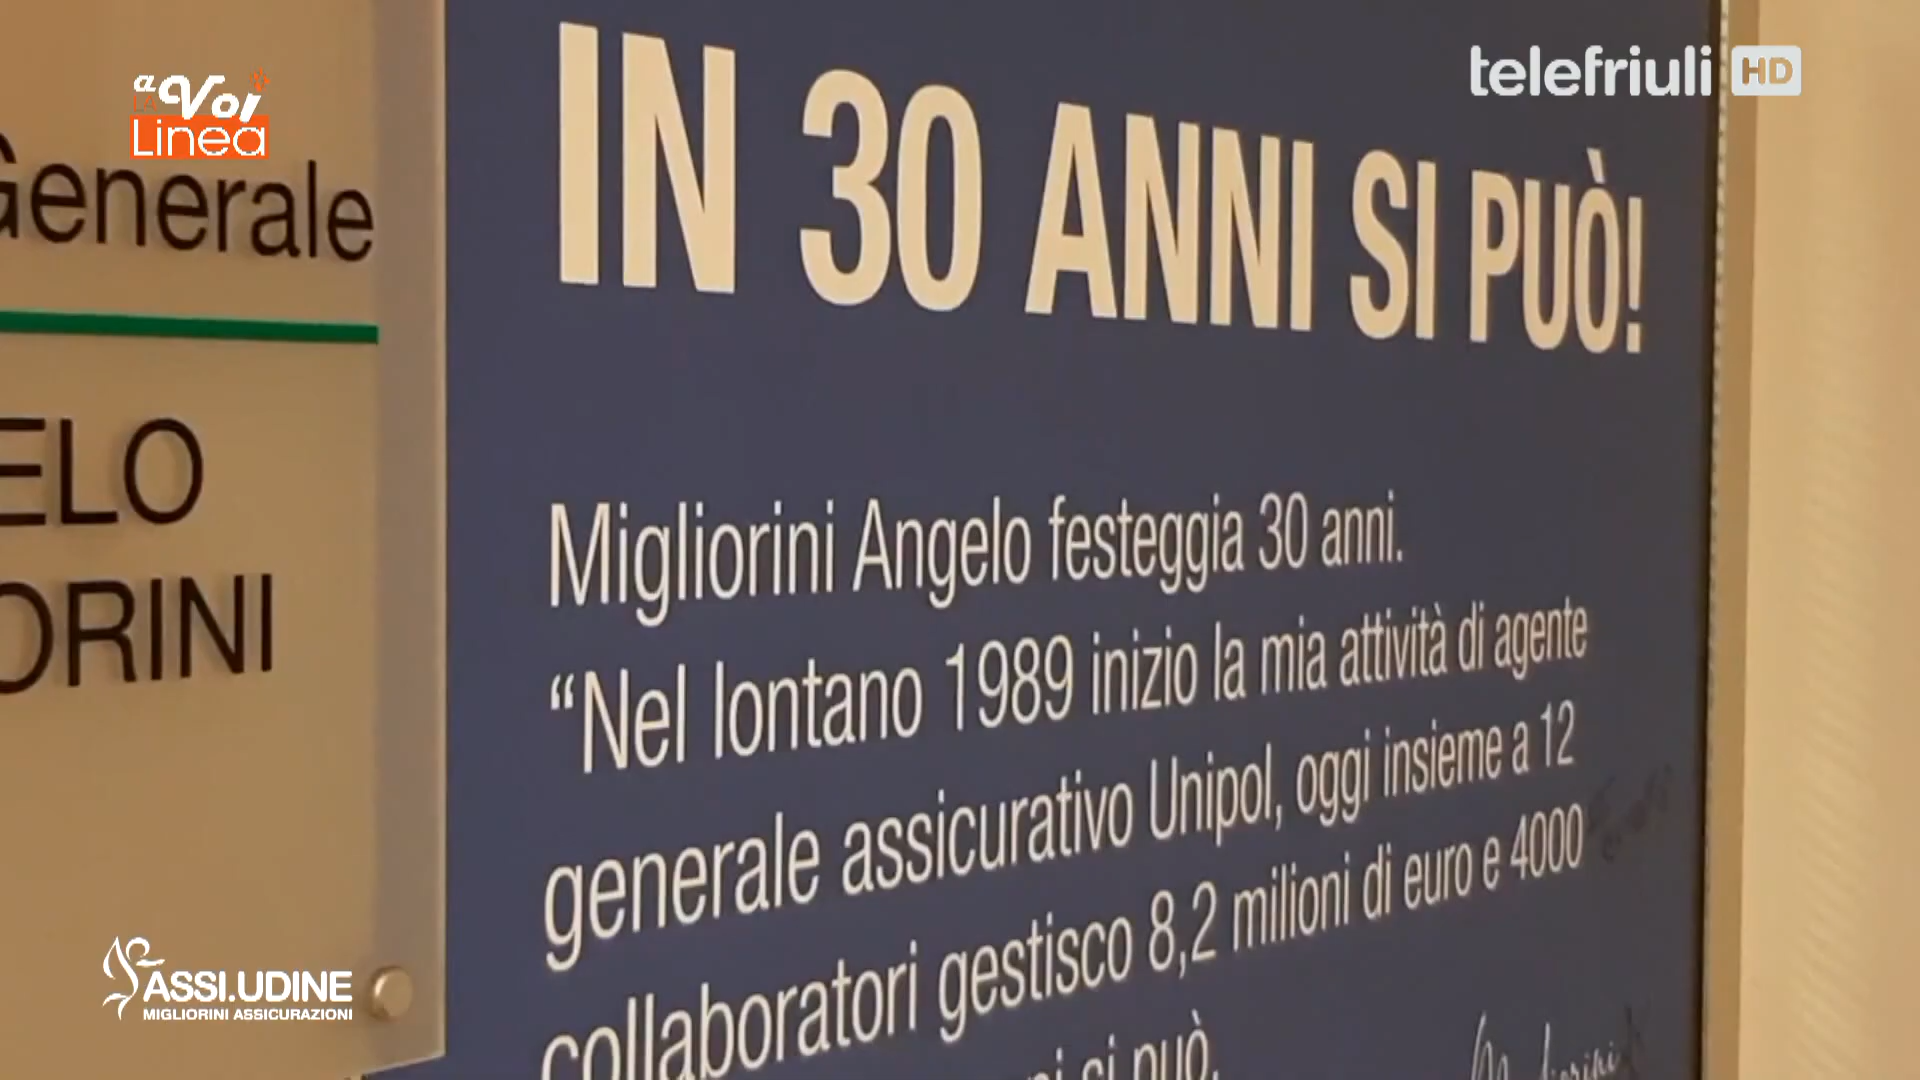 a Voi
LA
Linea
telefriuli HD
Generale
ELO
ORINI
IN 30 ANNI SI PUÒ!
Migliorini Angelo festeggia 30 anni.
“Nel lontano 1989 inizio la mia attività di agente
generale assicurativo Unipol, oggi insieme a 12
collaboratori gestisco 8,2 milioni di euro e 4000
si può.
ASSI.UDINE
MIGLIORINI ASSICURAZIONI